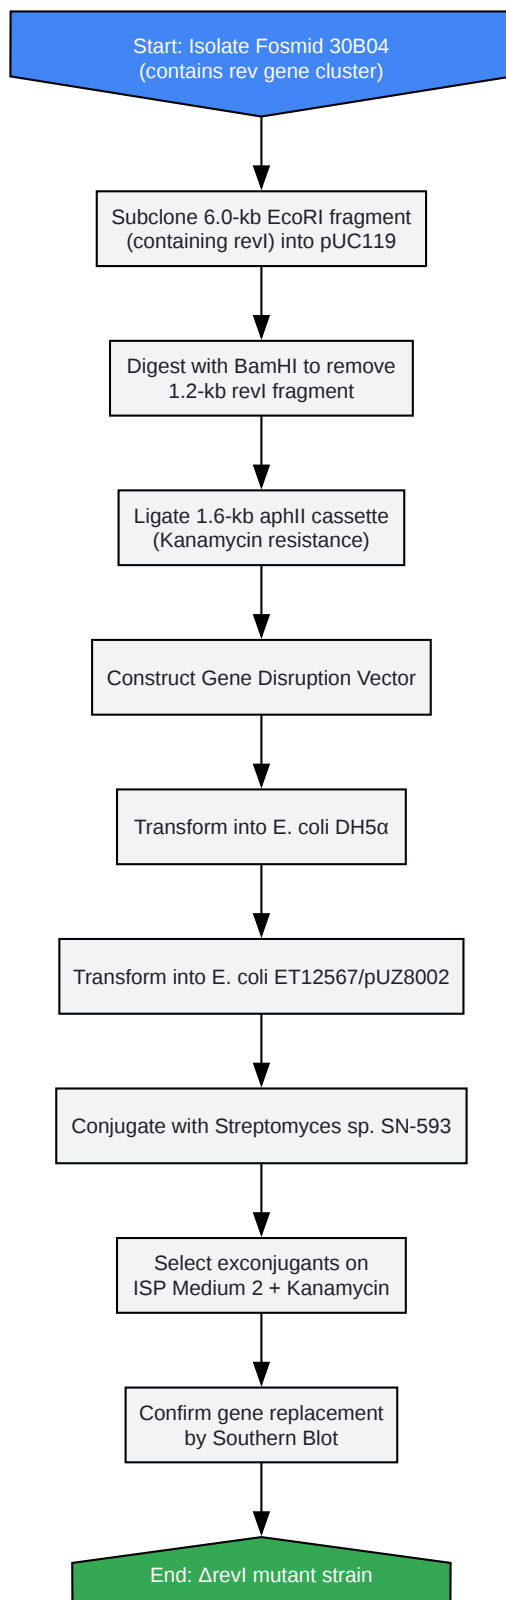 Start: Isolate Fosmid 30B04
(contains rev gene cluster)
Subclone 6.0-kb EcoRI fragment
(containing revI) into pUC119
Digest with BamHI to remove
1.2-kb revI fragment
Ligate 1.6-kb aphII cassette
(Kanamycin resistance)
Construct Gene Disruption Vector
Transform into E. coli DH5α
Transform into E. coli ET12567/pUZ8002
Conjugate with Streptomyces sp. SN-593
Select exconjugants on
ISP Medium 2 + Kanamycin
Confirm gene replacement
by Southern Blot
End: ΔrevI mutant strain